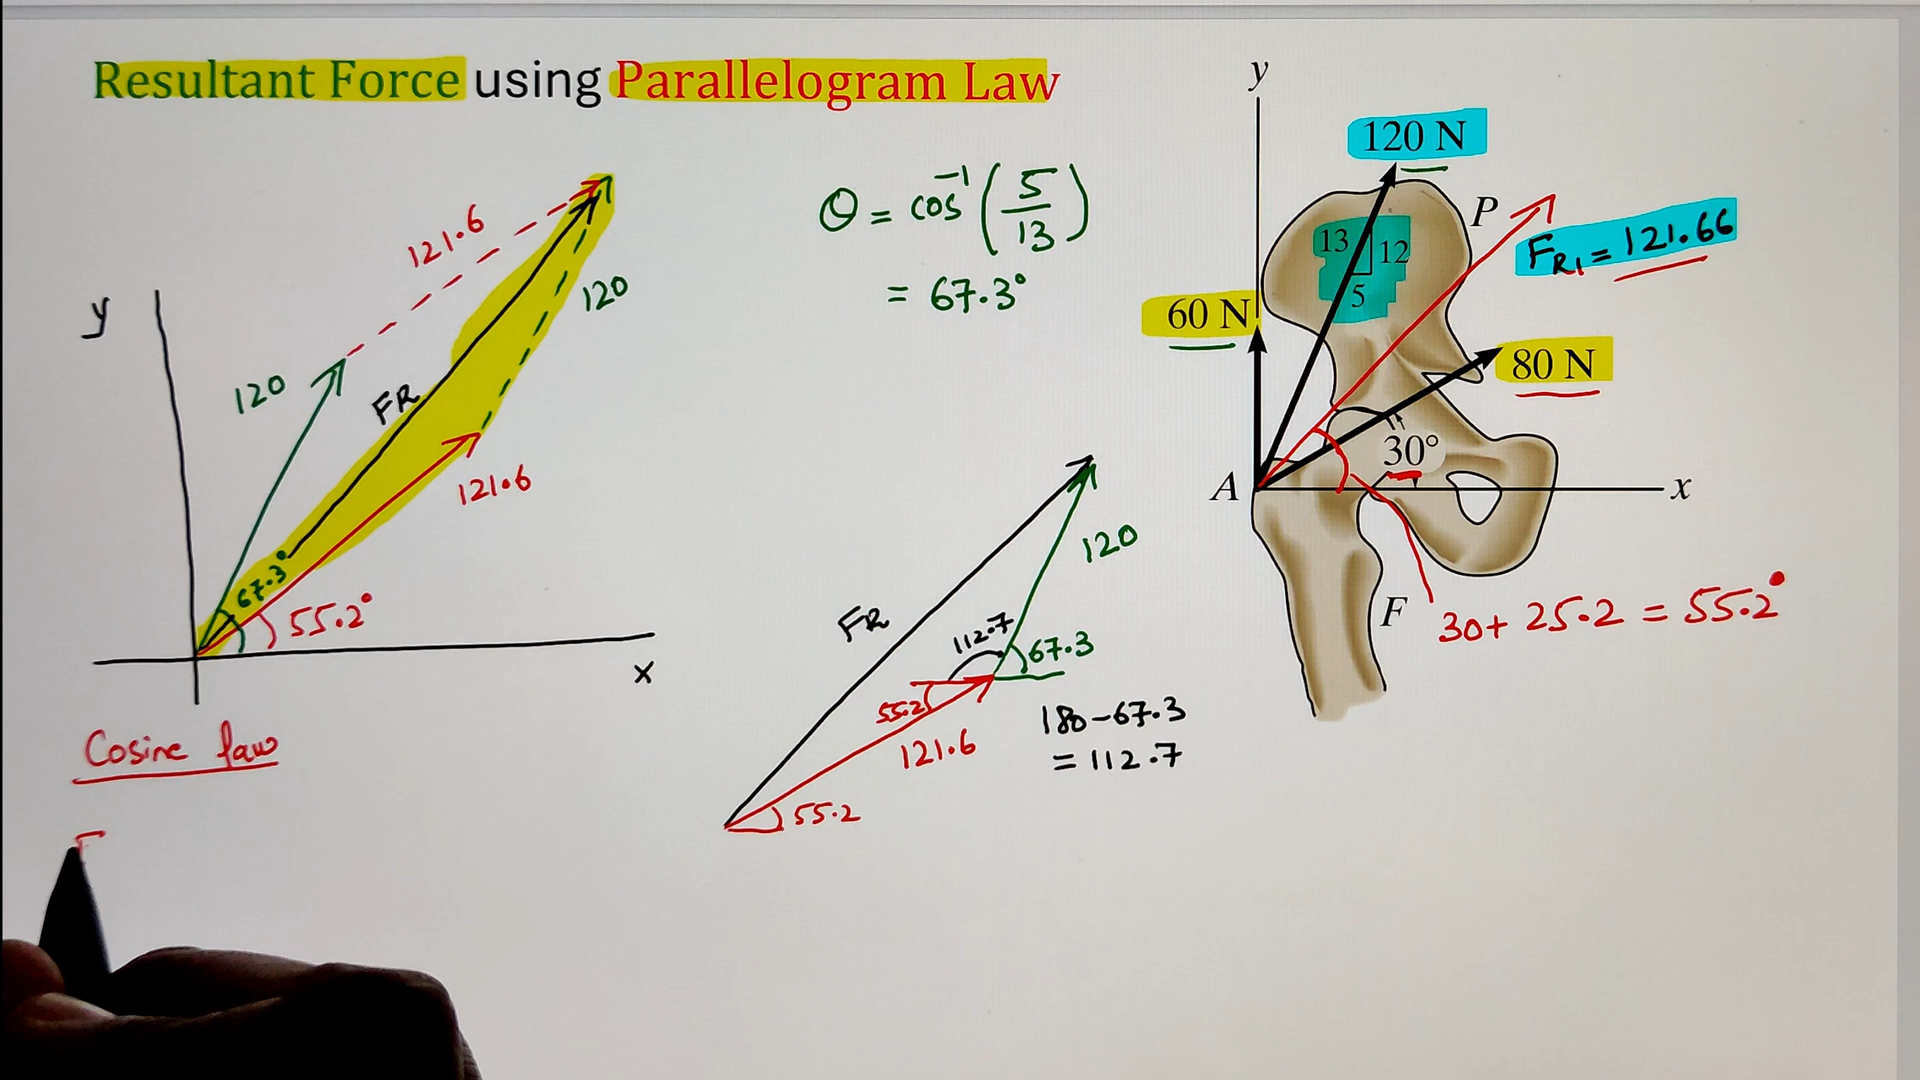 Resultant Force using Parallelogram Law
y
121.6
120
120
FR
121.6
67.3°
55.2°
x
Cosine law
F
θ = cos⁻¹ (5/13)
= 67.3°
FR
120
112.7
67.3
55.2
121.6
55.2
180-67.3
= 112.7
y
120 N
P
FR1 = 121.66
13
12
5
60 N
80 N
30°
A
x
F
30+ 25.2 = 55.2°